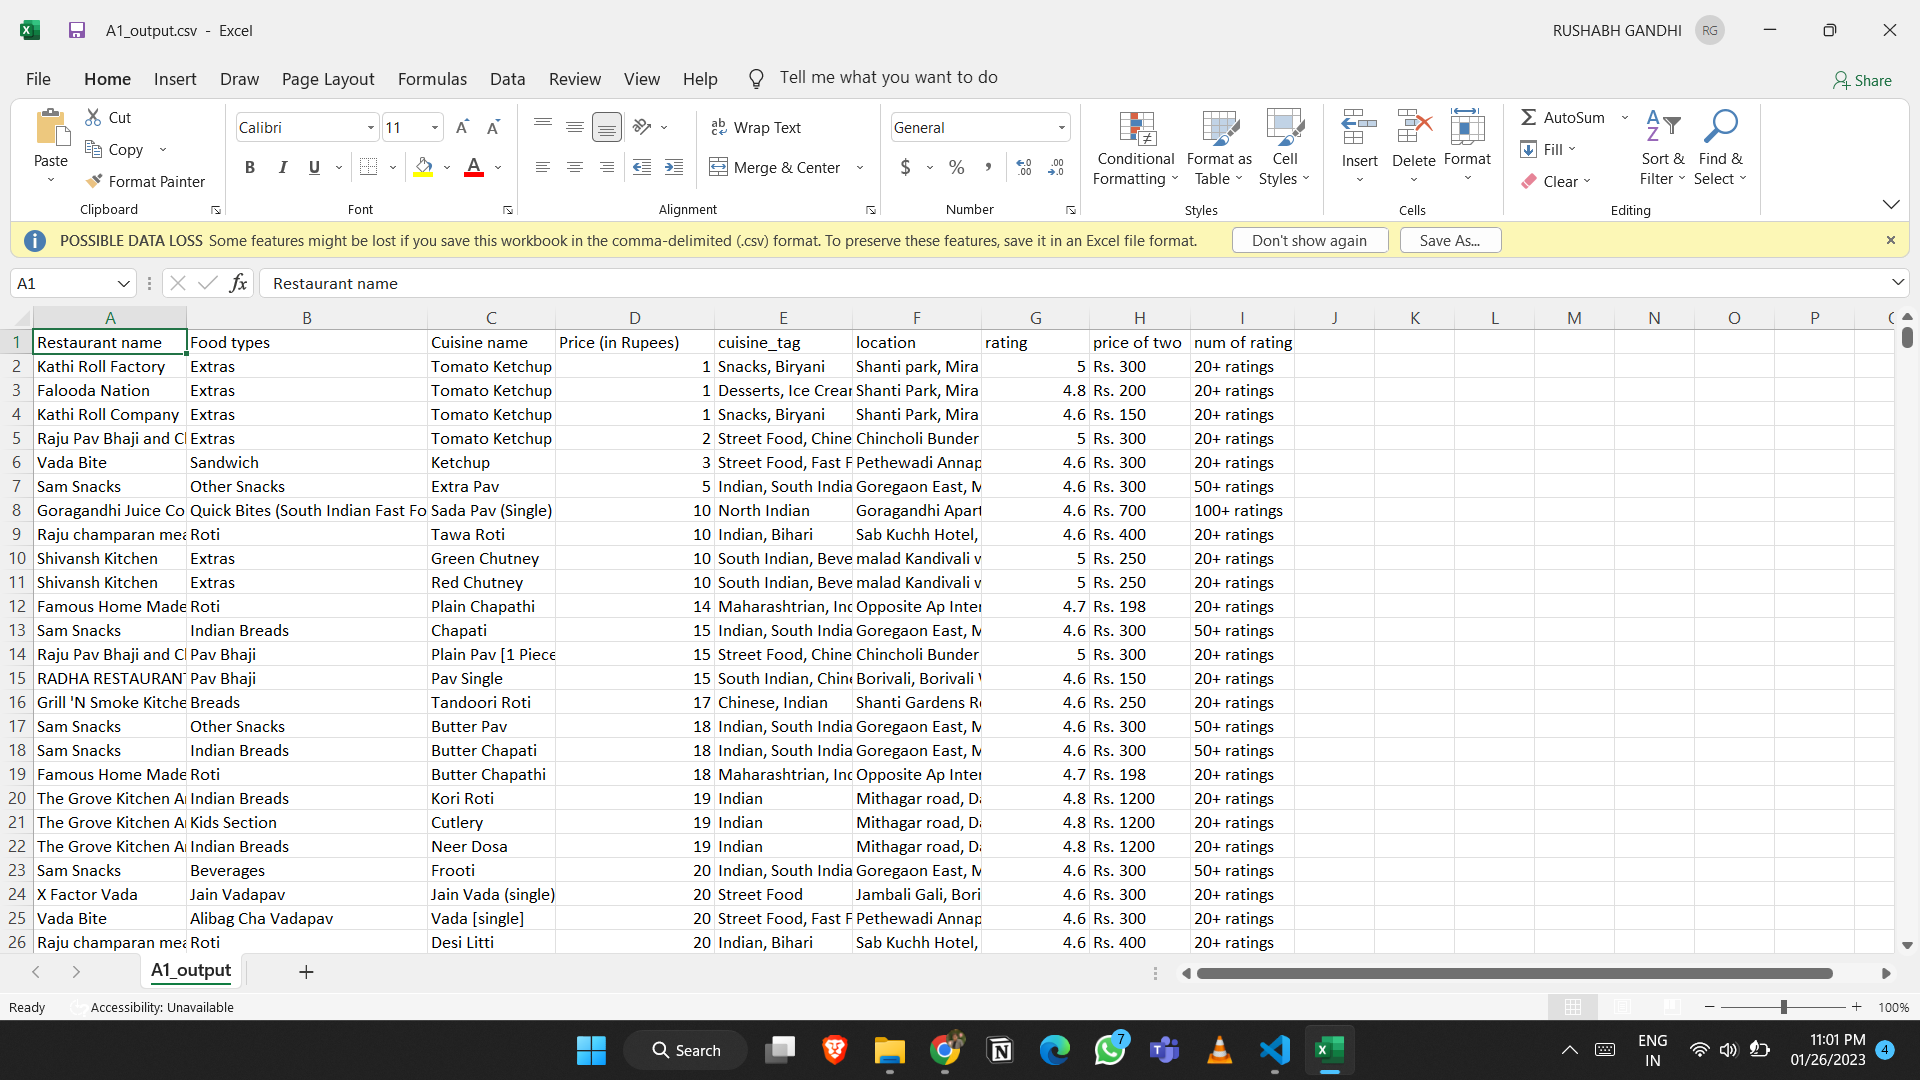 A1_output.csv - Excel
RUSHABH GANDHI RG
File Home Insert Draw Page Layout Formulas Data Review View Help Tell me what you want to do Share
Paste Cut Copy Format Painter Clipboard
Calibri 11 B I U A Font
Wrap Text Merge & Center Alignment
General $ % , Number
Conditional Formatting Format as Table Cell Styles Styles
Insert Delete Format Cells
AutoSum Fill Clear Sort & Filter Find & Select Editing
POSSIBLE DATA LOSS Some features might be lost if you save this workbook in the comma-delimited (.csv) format. To preserve these features, save it in an Excel file format. Don't show again Save As...
A1 fx Restaurant name
A B C D E F G H I J K L M N O P
1 Restaurant name Food types Cuisine name Price (in Rupees) cuisine_tag location rating price of two num of rating
2 Kathi Roll Factory Extras Tomato Ketchup 1 Snacks, Biryani Shanti park, Mira 5 Rs. 300 20+ ratings
3 Falooda Nation Extras Tomato Ketchup 1 Desserts, Ice Crear Shanti Park, Mira 4.8 Rs. 200 20+ ratings
4 Kathi Roll Company Extras Tomato Ketchup 1 Snacks, Biryani Shanti Park, Mira 4.6 Rs. 150 20+ ratings
5 Raju Pav Bhaji and Cl Extras Tomato Ketchup 2 Street Food, Chine Chincholi Bunder 5 Rs. 300 20+ ratings
6 Vada Bite Sandwich Ketchup 3 Street Food, Fast F Pethewadi Annap 4.6 Rs. 300 20+ ratings
7 Sam Snacks Other Snacks Extra Pav 5 Indian, South India Goregaon East, M 4.6 Rs. 300 50+ ratings
8 Goragandhi Juice Co Quick Bites (South Indian Fast Fo Sada Pav (Single) 10 North Indian Goragandhi Apart 4.6 Rs. 700 100+ ratings
9 Raju champaran mea Roti Tawa Roti 10 Indian, Bihari Sab Kuchh Hotel, 4.6 Rs. 400 20+ ratings
10 Shivansh Kitchen Extras Green Chutney 10 South Indian, Beve malad Kandivali w 5 Rs. 250 20+ ratings
11 Shivansh Kitchen Extras Red Chutney 10 South Indian, Beve malad Kandivali w 5 Rs. 250 20+ ratings
12 Famous Home Made Roti Plain Chapathi 14 Maharashtrian, Inc Opposite Ap Inter 4.7 Rs. 198 20+ ratings
13 Sam Snacks Indian Breads Chapati 15 Indian, South India Goregaon East, M 4.6 Rs. 300 50+ ratings
14 Raju Pav Bhaji and Cl Pav Bhaji Plain Pav [1 Piece 15 Street Food, Chine Chincholi Bunder 5 Rs. 300 20+ ratings
15 RADHA RESTAURANT Pav Bhaji Pav Single 15 South Indian, Chine Borivali, Borivali W 4.6 Rs. 150 20+ ratings
16 Grill 'N Smoke Kitche Breads Tandoori Roti 17 Chinese, Indian Shanti Gardens Ro 4.6 Rs. 250 20+ ratings
17 Sam Snacks Other Snacks Butter Pav 18 Indian, South India Goregaon East, M 4.6 Rs. 300 50+ ratings
18 Sam Snacks Indian Breads Butter Chapati 18 Indian, South India Goregaon East, M 4.6 Rs. 300 50+ ratings
19 Famous Home Made Roti Butter Chapathi 18 Maharashtrian, Inc Opposite Ap Inter 4.7 Rs. 198 20+ ratings
20 The Grove Kitchen A Indian Breads Kori Roti 19 Indian Mithagar road, Da 4.8 Rs. 1200 20+ ratings
21 The Grove Kitchen A Kids Section Cutlery 19 Indian Mithagar road, Da 4.8 Rs. 1200 20+ ratings
22 The Grove Kitchen A Indian Breads Neer Dosa 19 Indian Mithagar road, Da 4.8 Rs. 1200 20+ ratings
23 Sam Snacks Beverages Frooti 20 Indian, South India Goregaon East, M 4.6 Rs. 300 50+ ratings
24 X Factor Vada Jain Vadapav Jain Vada (single) 20 Street Food Jambali Gali, Bori 4.6 Rs. 300 20+ ratings
25 Vada Bite Alibag Cha Vadapav Vada [single] 20 Street Food, Fast F Pethewadi Annap 4.6 Rs. 300 20+ ratings
26 Raju champaran mea Roti Desi Litti 20 Indian, Bihari Sab Kuchh Hotel, 4.6 Rs. 400 20+ ratings
A1_output
Ready Accessibility: Unavailable 100%
Search 7 ENG IN 11:01 PM 01/26/2023 4